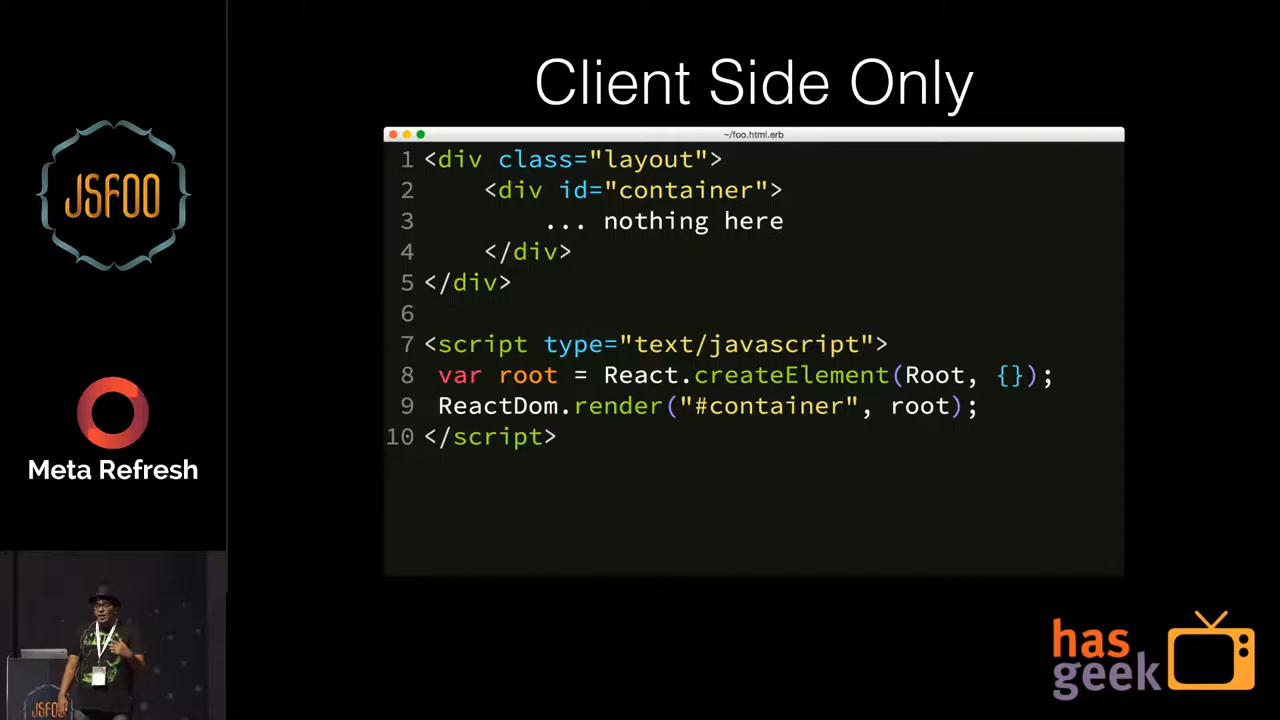 Client Side Only
~/foo.html.erb
1 <div class="layout">
2     <div id="container">
3         ... nothing here
4     </div>
5 </div>
6
7 <script type="text/javascript">
8  var root = React.createElement(Root, {});
9  ReactDom.render("#container", root);
10 </script>
JSFOO
Meta Refresh
JSFOO
has
geek